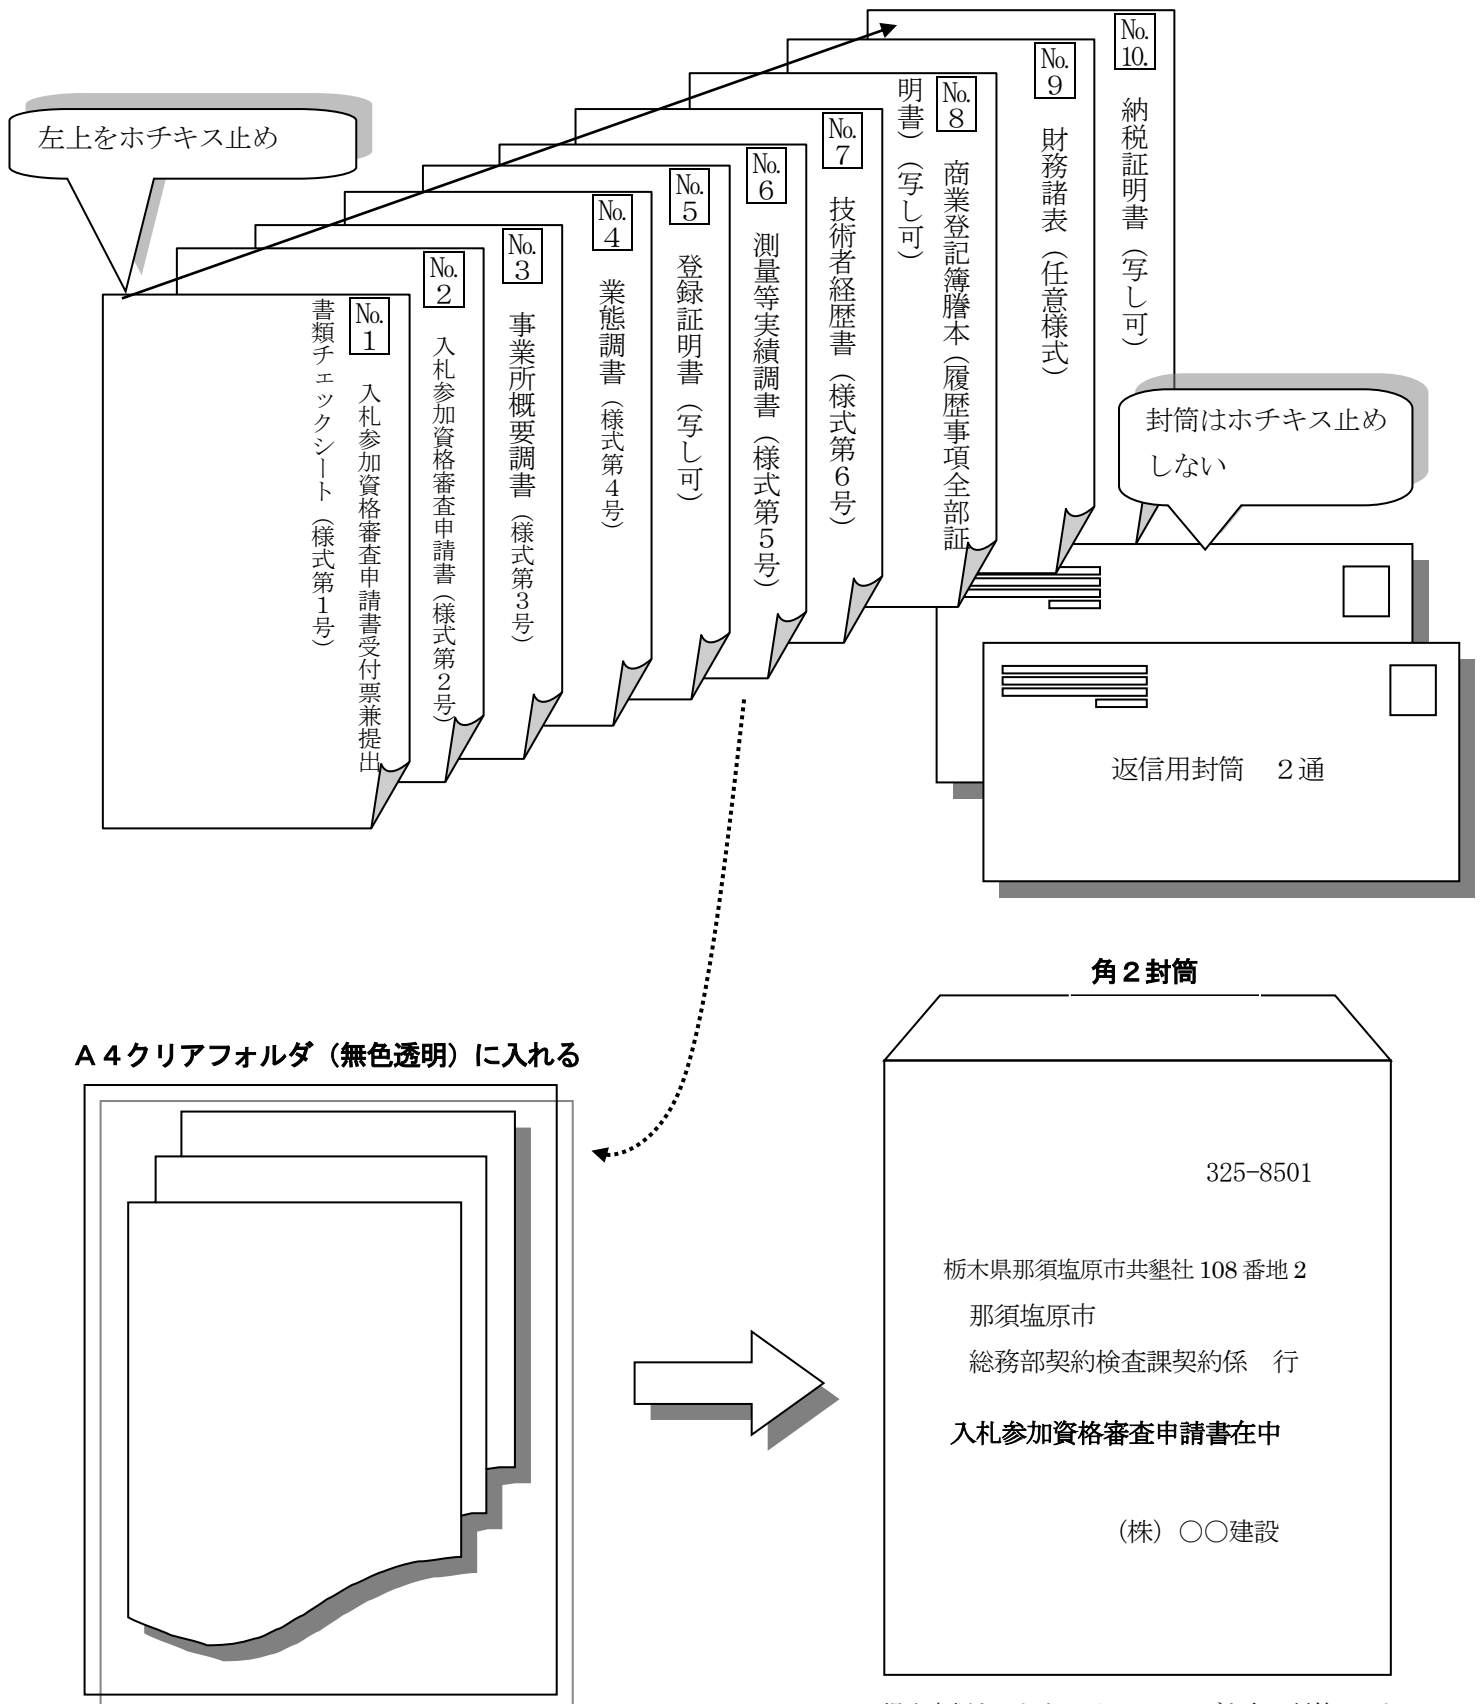 左上をホチキス止め
No.1
入札参加資格審査申請書受付票兼提出
書類チェックシート（様式第1号）
No.2
入札参加資格審査申請書（様式第2号）
No.3
事業所概要調書（様式第3号）
No.4
業態調書（様式第4号）
No.5
登録証明書（写し可）
No.6
測量等実績調書（様式第5号）
No.7
技術者経歴書（様式第6号）
No.8
商業登記簿謄本（履歴事項全部証
明書）（写し可）
No.9
財務諸表（任意様式）
No.10.
納税証明書（写し可）
封筒はホチキス止め
しない
返信用封筒　２通
角２封筒
Ａ４クリアフォルダ（無色透明）に入れる
325-8501
栃木県那須塩原市共墾社 108 番地 2
那須塩原市
総務部契約検査課契約係　行
入札参加資格審査申請書在中
（株）○○建設